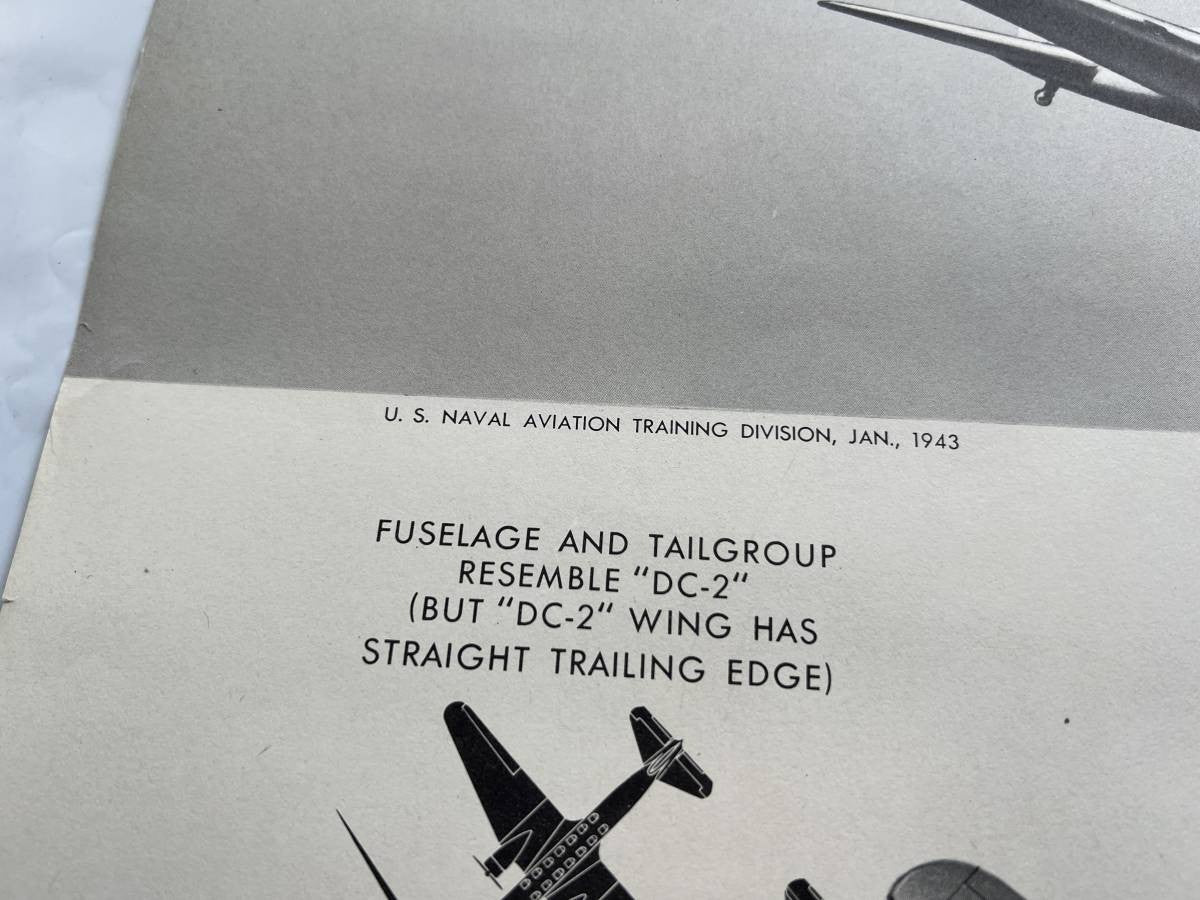 U. S. NAVAL AVIATION TRAINING DIVISION, JAN., 1943
FUSELAGE AND TAILGROUP
RESEMBLE "DC-2"
(BUT "DC-2" WING HAS
STRAIGHT TRAILING EDGE)